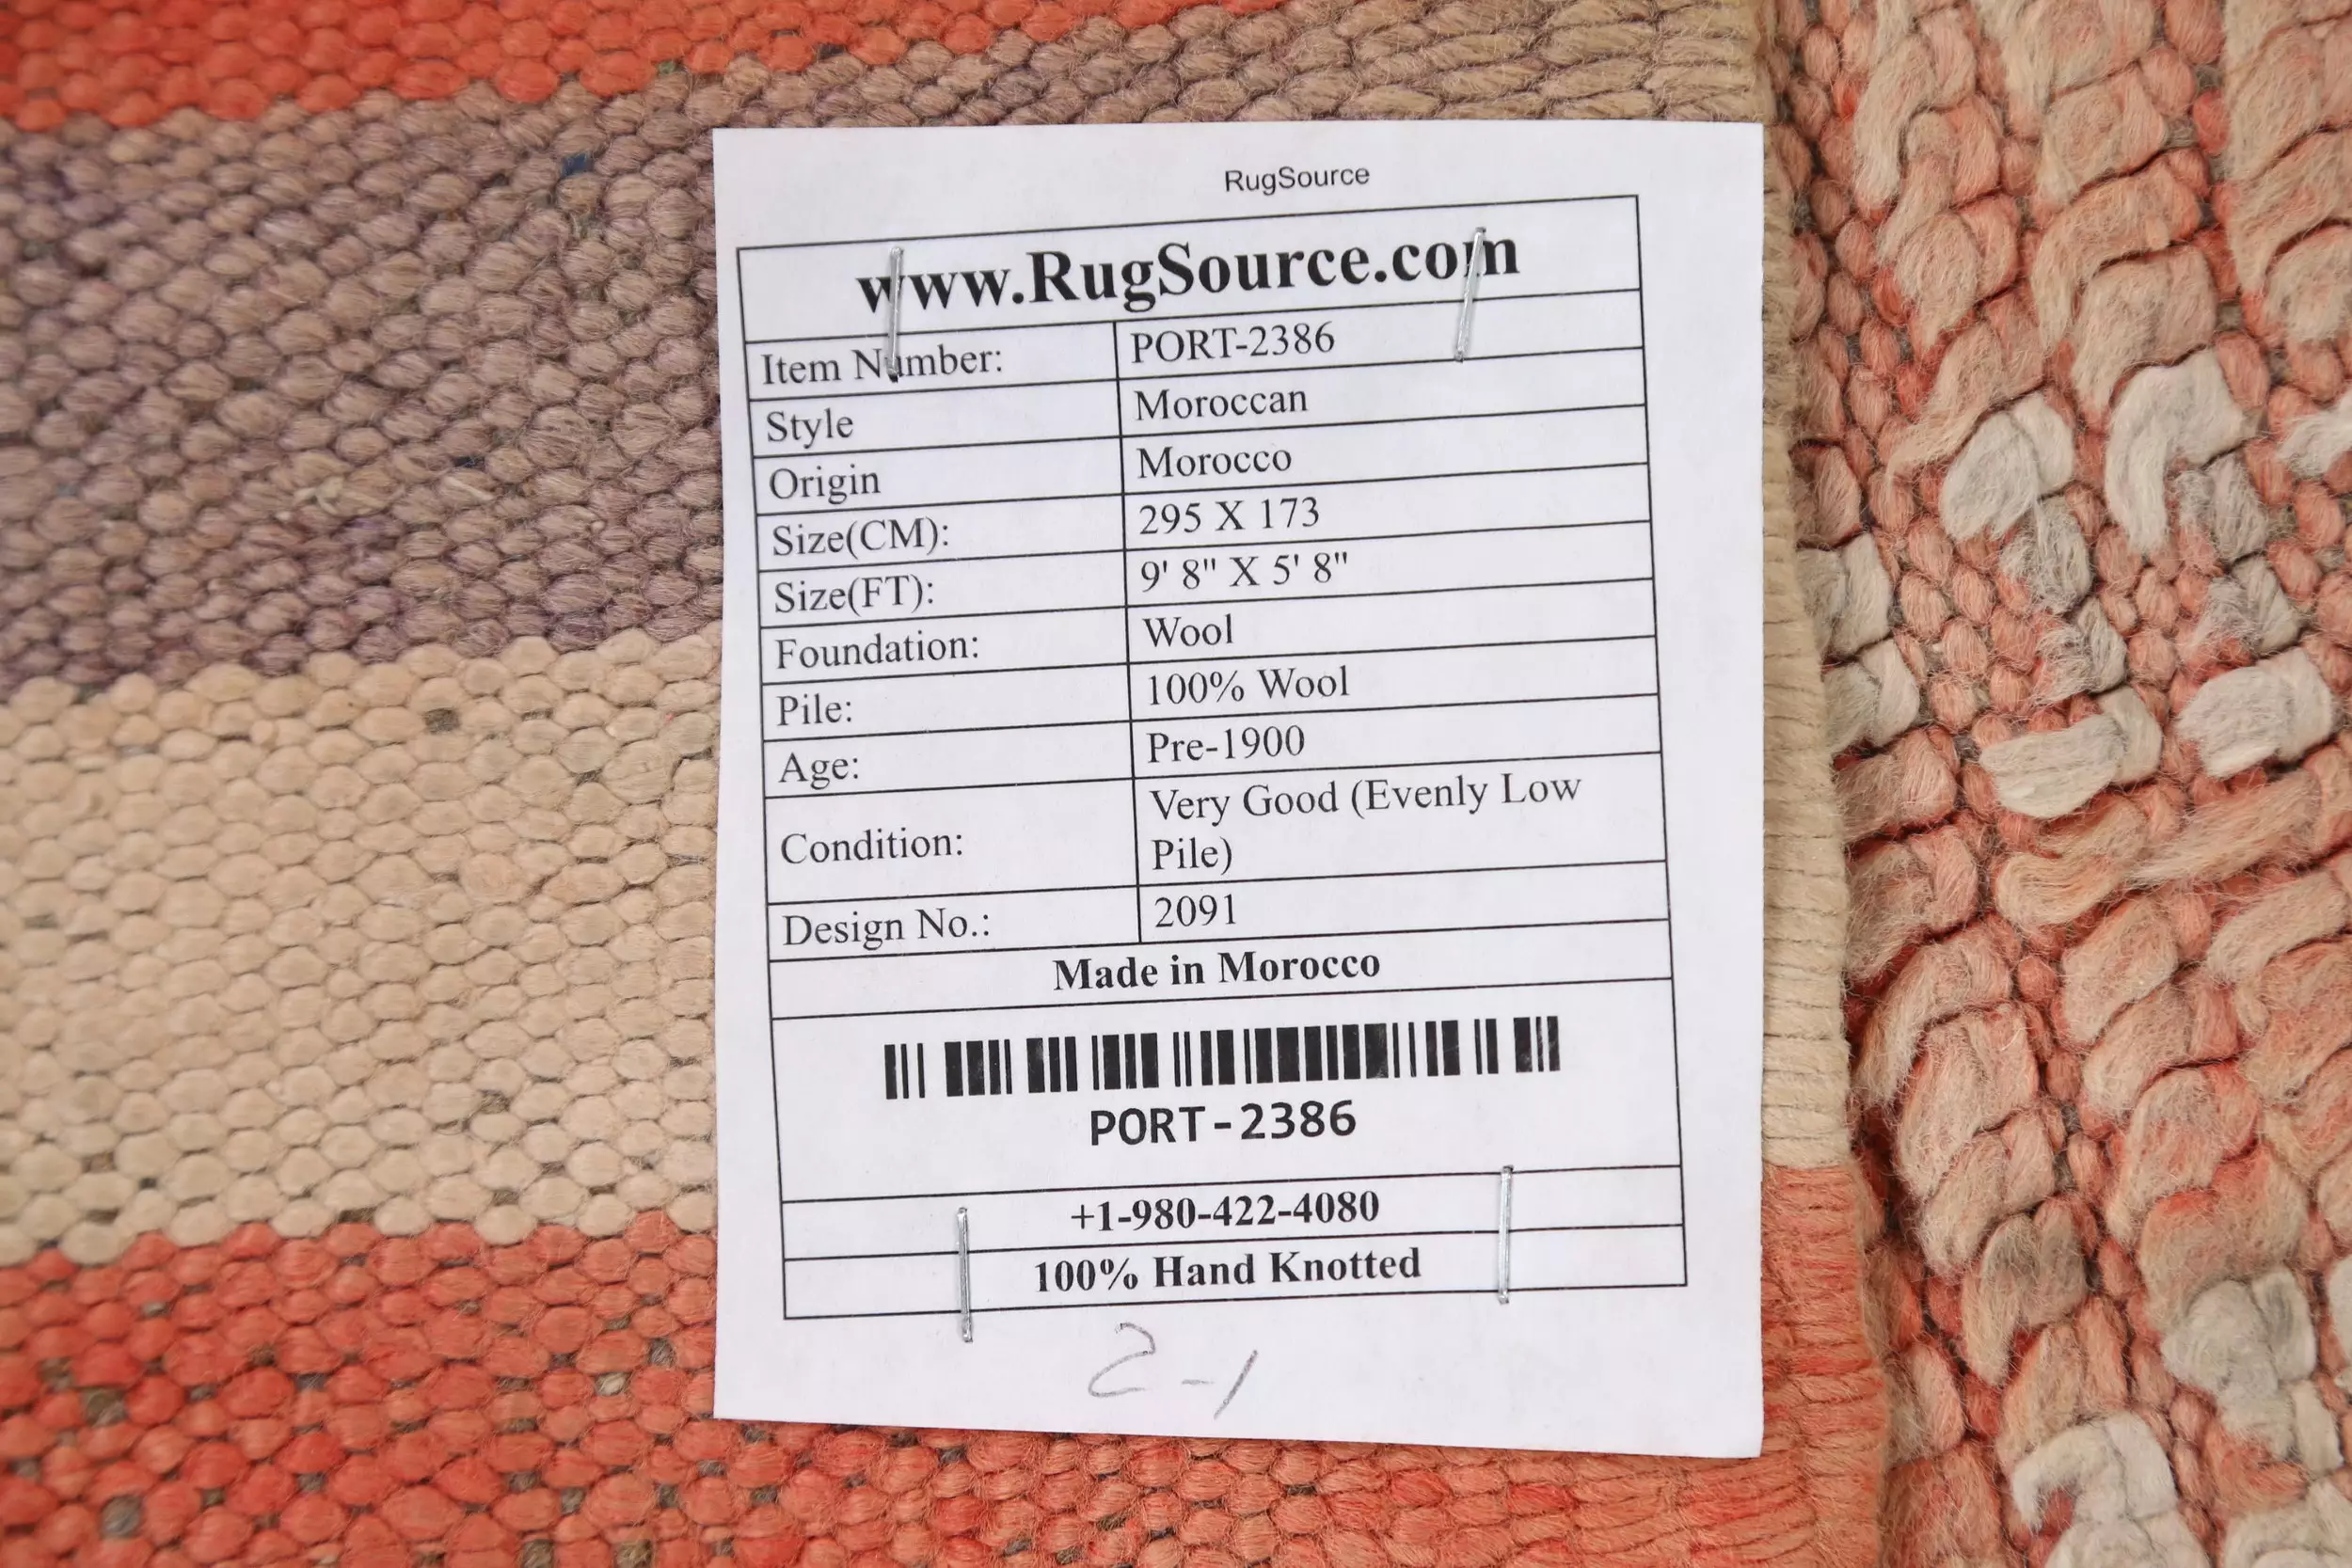 RugSource
www.RugSource.com
Item Number: PORT-2386
Style Moroccan
Origin Morocco
Size(CM): 295 X 173
Size(FT): 9' 8" X 5' 8"
Foundation: Wool
Pile: 100% Wool
Age: Pre-1900
Condition: Very Good (Evenly Low
Pile)
Design No.: 2091
Made in Morocco
PORT-2386
+1-980-422-4080
100% Hand Knotted
2-1